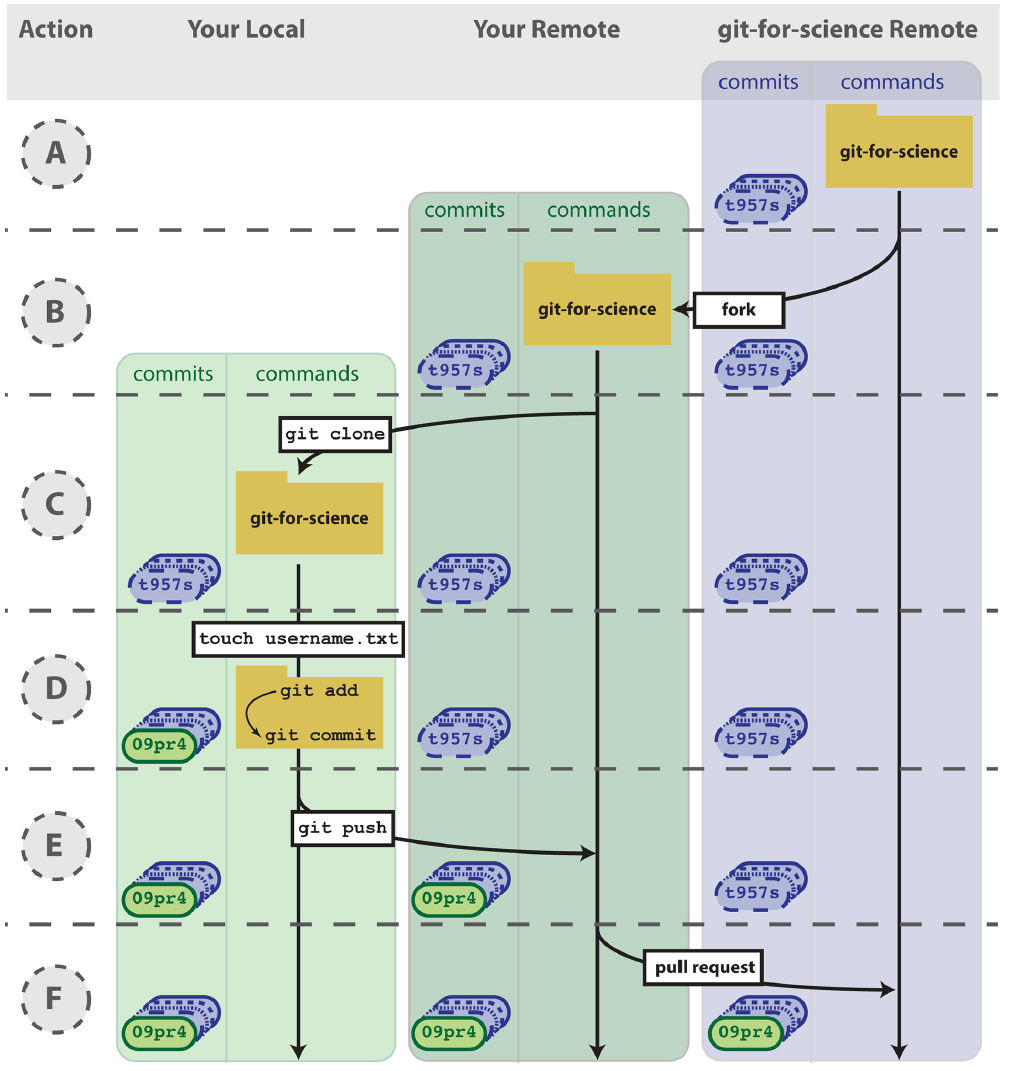 Action Your Local Your Remote git-for-science Remote
commits commands
A
git-for-science
t957s
commits commands
B
git-for-science
fork
t957s
t957s
commits commands
git clone
C
git-for-science
t957s
t957s
t957s
touch username.txt
D
git add
git commit
09pr4
t957s
t957s
E
git push
09pr4
09pr4
t957s
F
pull request
09pr4
09pr4
09pr4